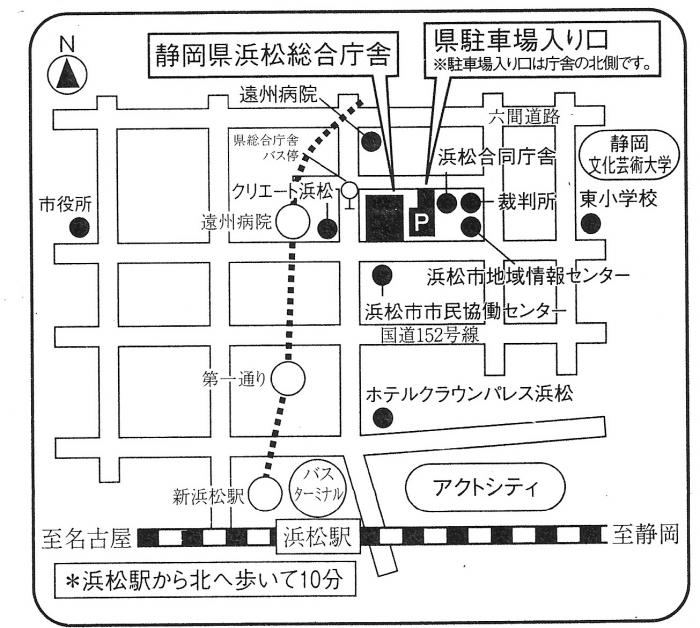 N
静岡県浜松総合庁舎
県駐車場入り口
※駐車場入り口は庁舎の北側です。
遠州病院
六間道路
県総合庁舎
バス停
浜松合同庁舎
静岡
文化芸術大学
クリエート浜松
裁判所
東小学校
市役所
遠州病院
P
浜松市地域情報センター
浜松市市民協働センター
国道152号線
第一通り
ホテルクラウンパレス浜松
バス
ターミナル
アクトシティ
新浜松駅
至名古屋
浜松駅
至静岡
*浜松駅から北へ歩いて10分